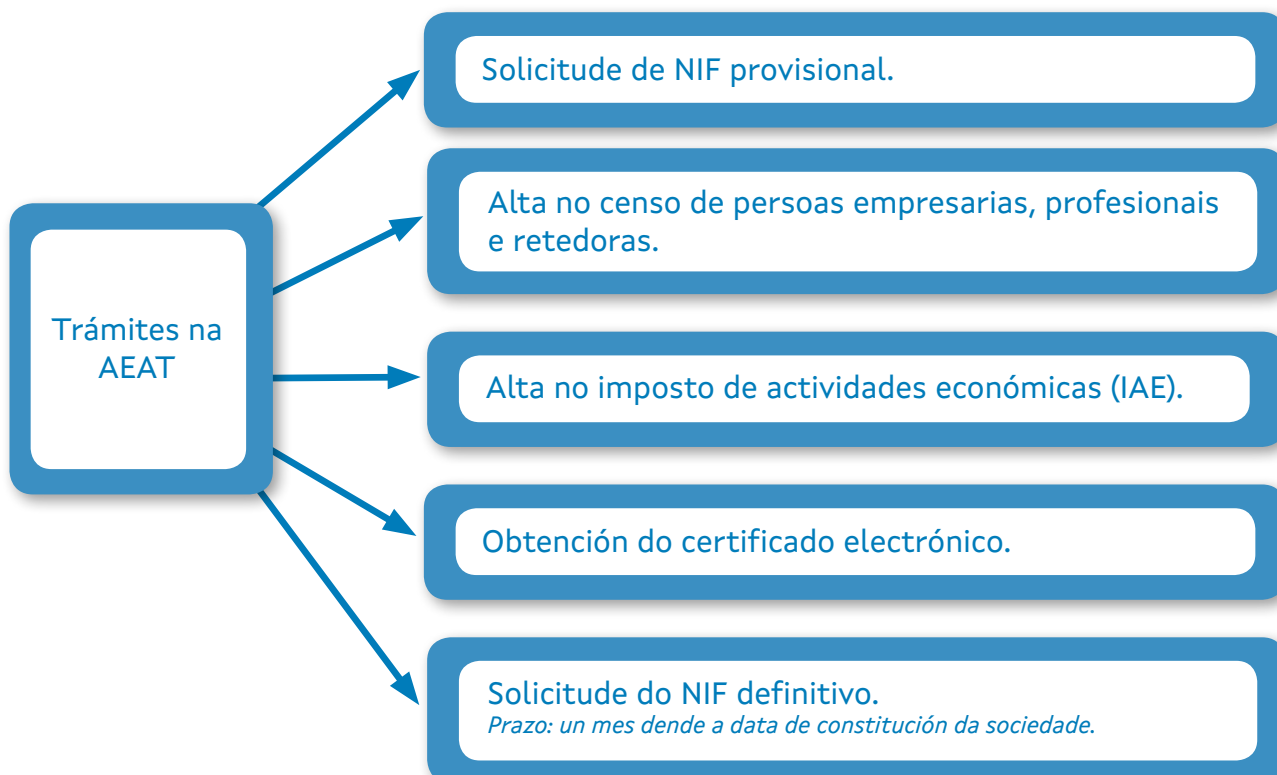 Solicitude de NIF provisional.
Alta no censo de persoas empresarias, profesionais
e retedoras.
Trámites na
AEAT
Alta no imposto de actividades económicas (IAE).
Obtención do certificado electrónico.
Solicitude do NIF definitivo.
Prazo: un mes dende a data de constitución da sociedade.